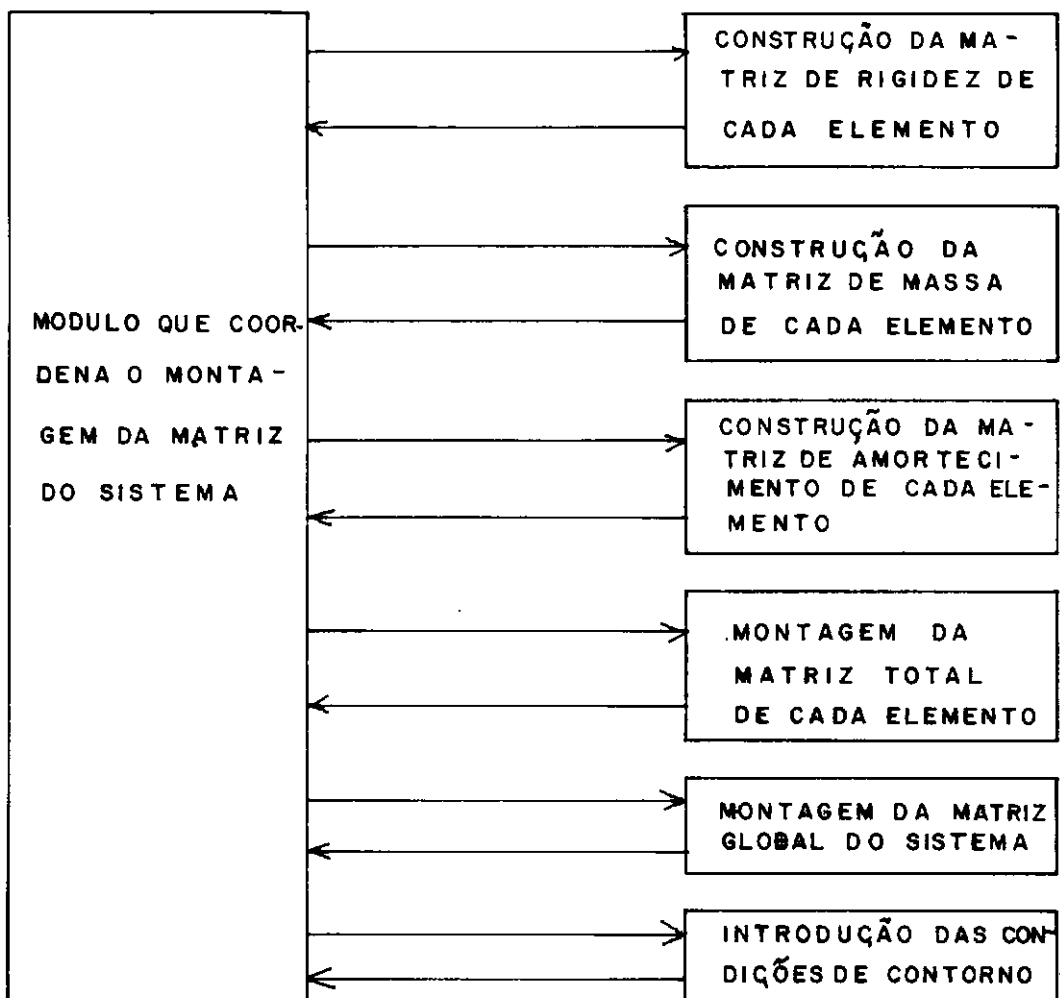 MODULO QUE COOR-
DENA O MONTA-
GEM DA MATRIZ
DO SISTEMA
CONSTRUÇÃO DA MA-
TRIZ DE RIGIDEZ DE
CADA ELEMENTO
CONSTRUÇÃO DA
MATRIZ DE MASSA
DE CADA ELEMENTO
CONSTRUÇÃO DA MA-
TRIZ DE AMORTECI-
MENTO DE CADA ELE-
MENTO
MONTAGEM DA
MATRIZ TOTAL
DE CADA ELEMENTO
MONTAGEM DA MATRIZ
GLOBAL DO SISTEMA
INTRODUÇÃO DAS CON-
DIÇÕES DE CONTORNO